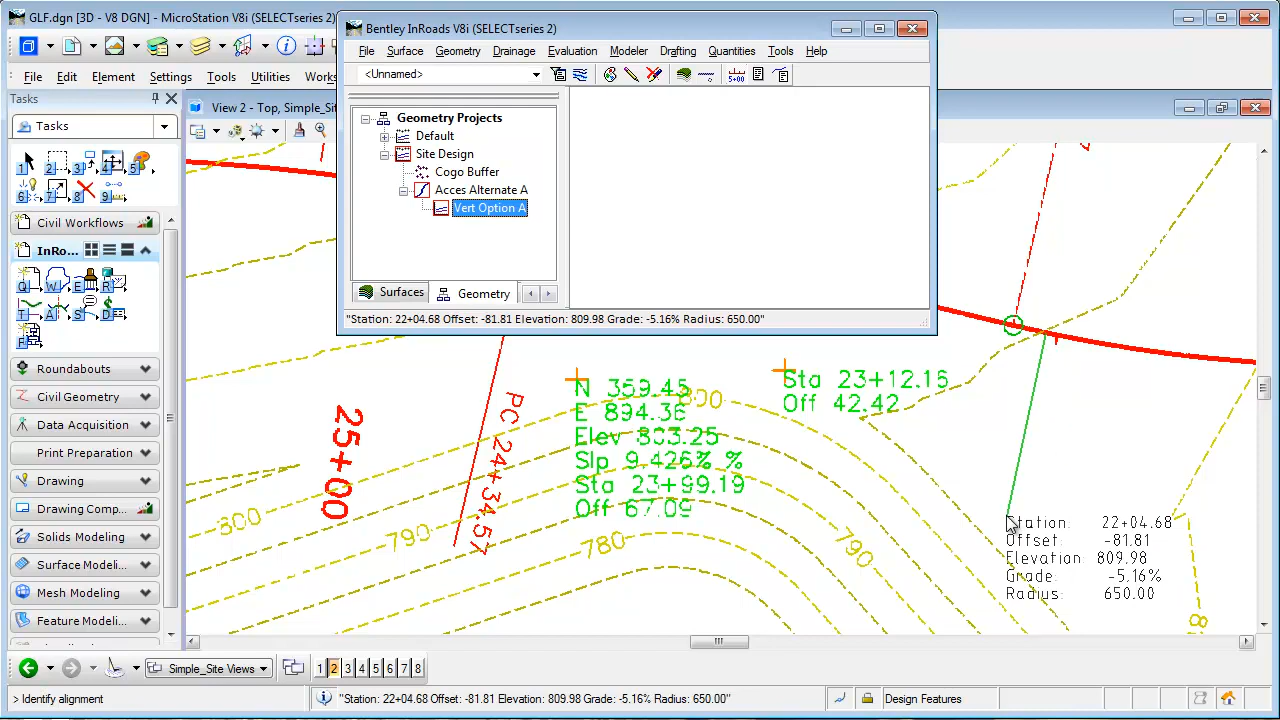 GLF.dgn [3D - V8 DGN] - MicroStation V8i (SELECTseries 2)
Bentley InRoads V8i (SELECTseries 2)
File Surface Geometry Drainage Evaluation Modeler Drafting Quantities Tools Help
<Unnamed>
File Edit Element Settings Tools Utilities Works
Tasks
View 2 - Top, Simple_Sit
Tasks
Geometry Projects
Default
Site Design
Cogo Buffer
Acces Alternate A
Vert Option A
Surfaces Geometry
"Station: 22+04.68 Offset: -81.81 Elevation: 809.98 Grade: -5.16% Radius: 650.00"
Civil Workflows
InRo...
Roundabouts
Civil Geometry
Data Acquisition
Print Preparation
Drawing
Drawing Comp...
Solids Modeling
Surface Modeli...
Mesh Modeling
Feature Modeli...
25+00
PC 24+34.57
N 359.45
E 894.36
Elev 803.25
Slp 9.426% %
Sta 23+99.19
Off 67.09
Sta 23+12.16
Off 42.42
800
800
790
780
790
Station: 22+04.68
Offset: -81.81
Elevation 809.98
Grade: -5.16%
Radius: 650.00
Simple_Site Views
1 2 3 4 5 6 7 8
> Identify alignment
"Station: 22+04.68 Offset: -81.81 Elevation: 809.98 Grade: -5.16% Radius: 650.00"
Design Features